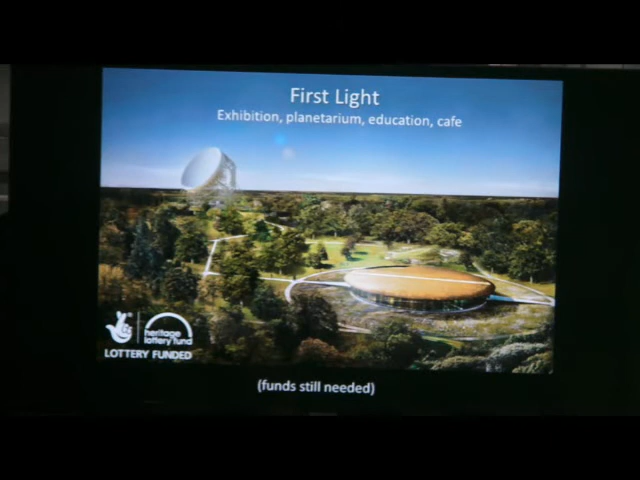 First Light
Exhibition, planetarium, education, cafe
heritage
lottery fund
LOTTERY FUNDED
(funds still needed)